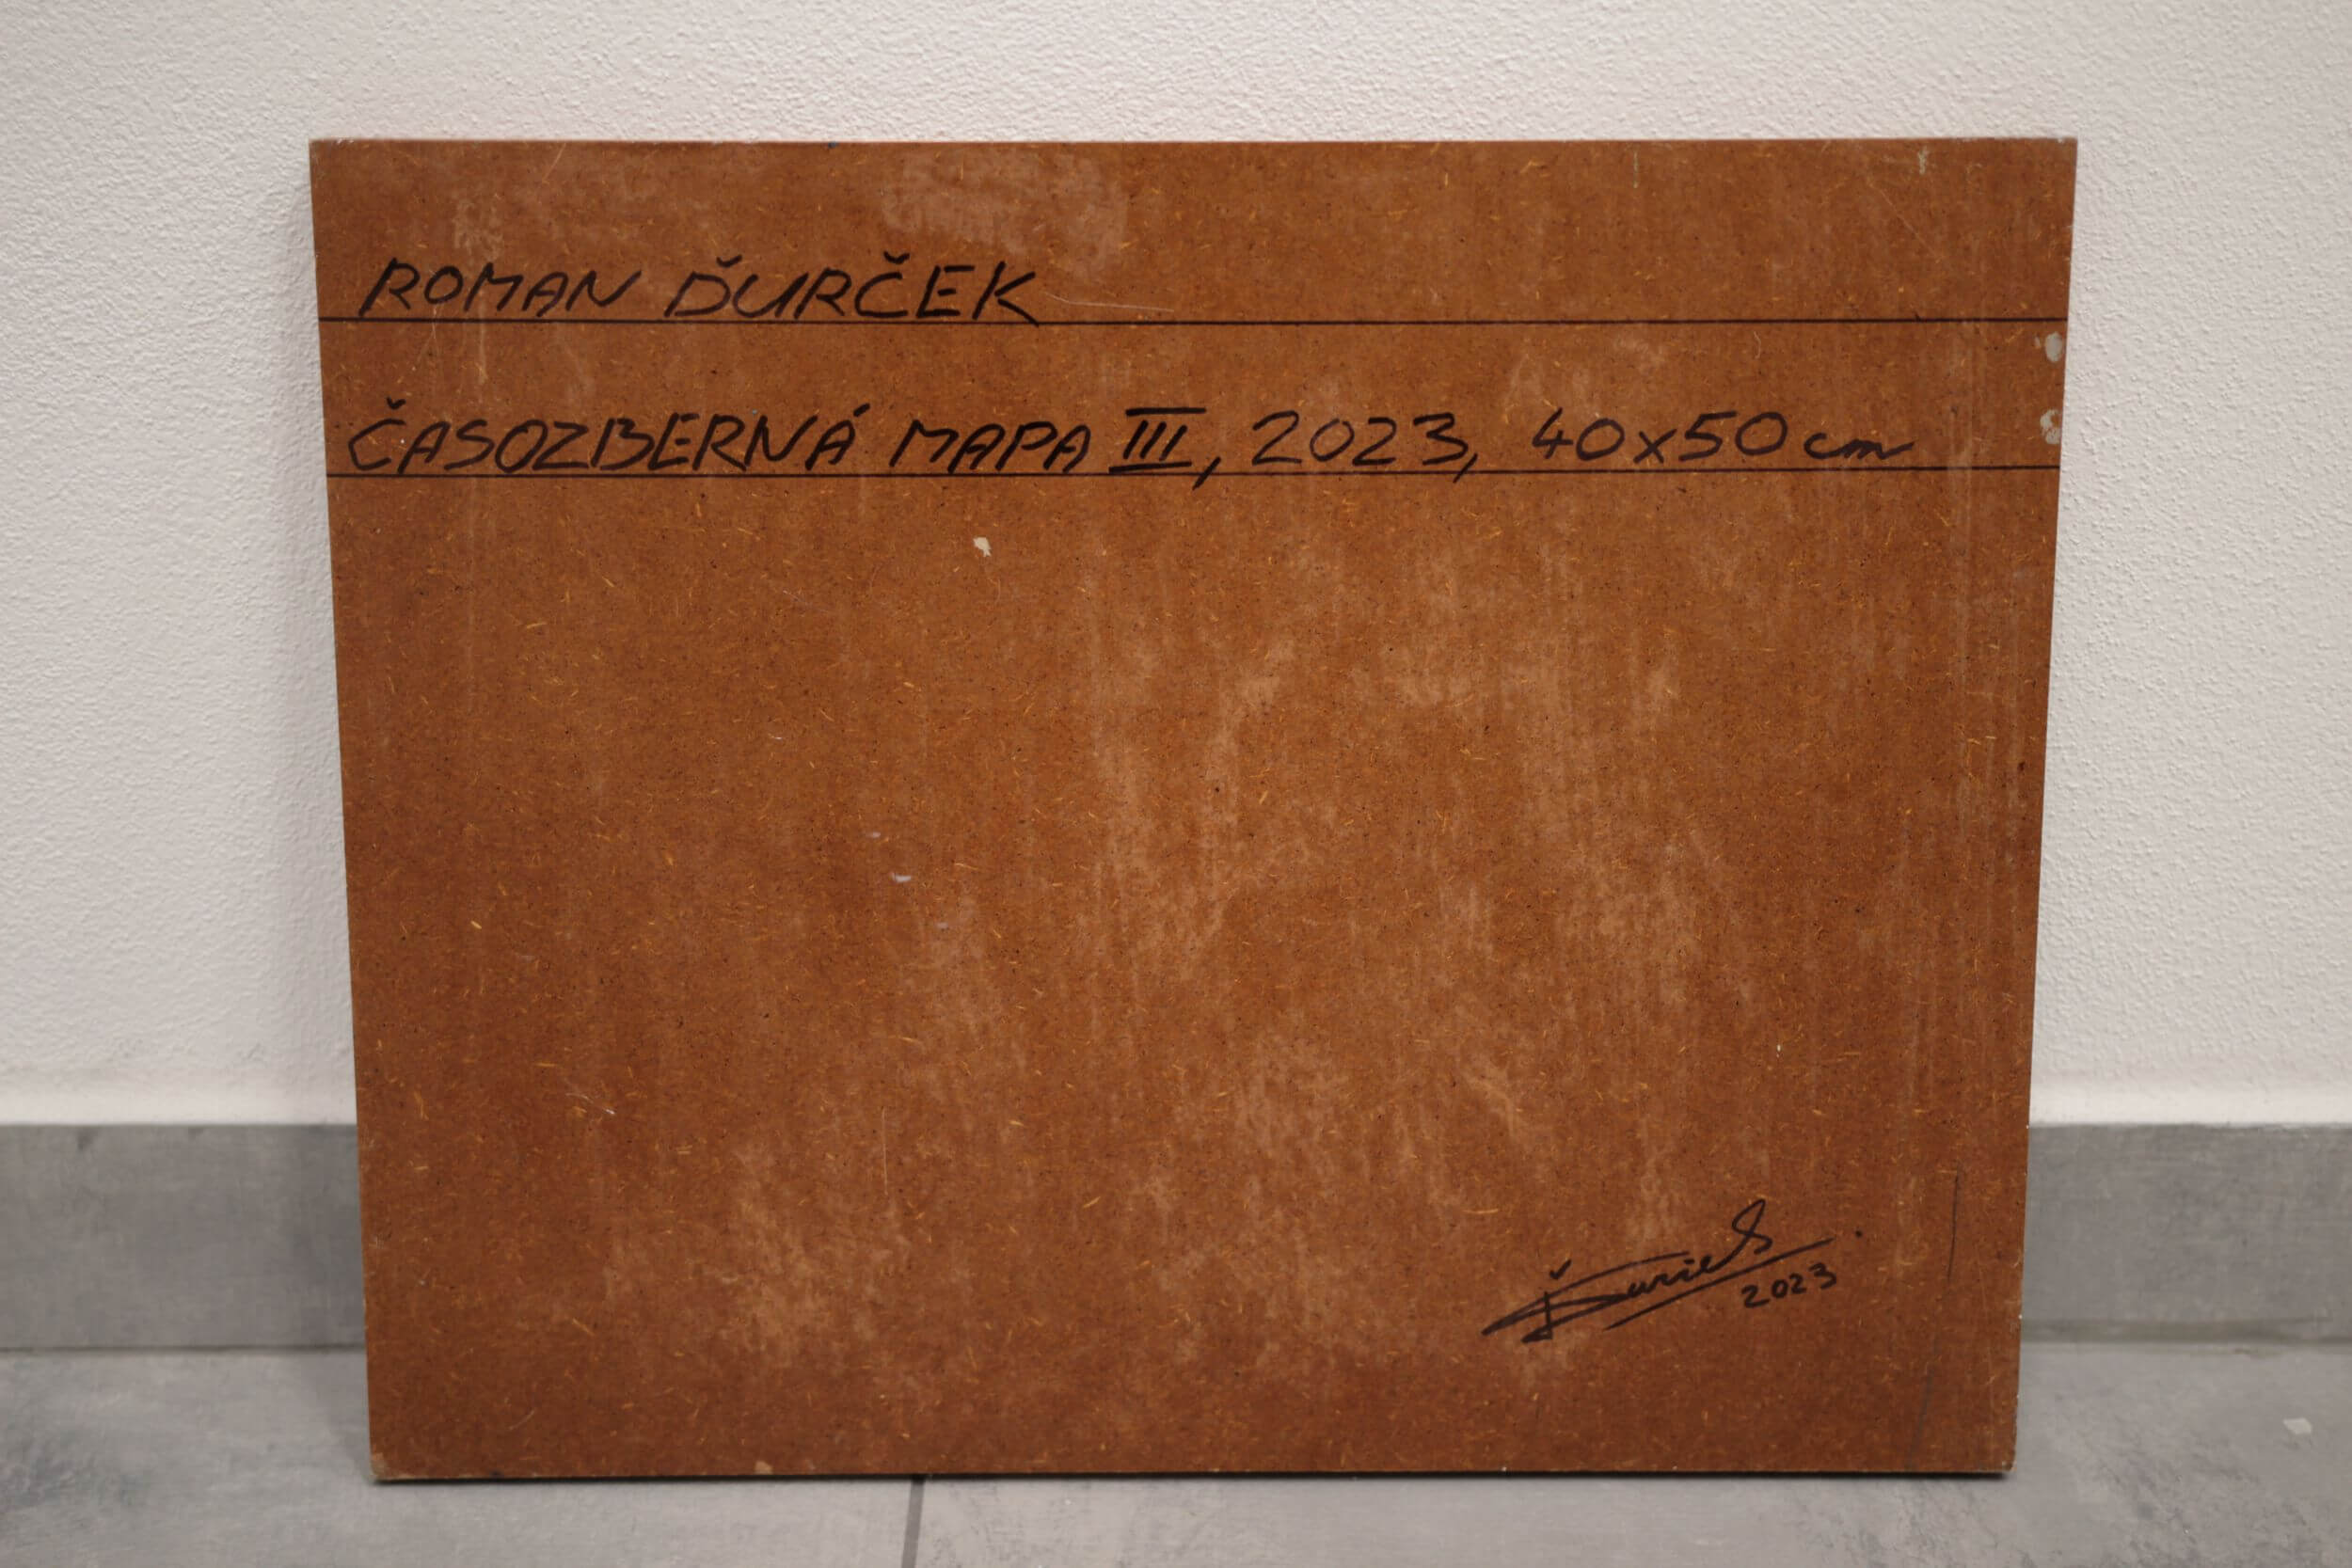 ROMAN ĎURČEK
ČASOZBERNÁ MAPA III, 2023, 40x50 cm
2023